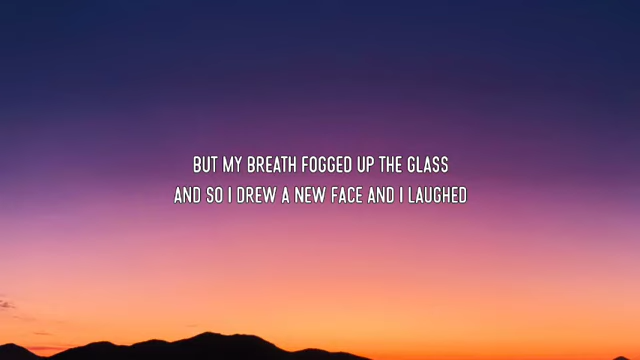 BUT MY BREATH FOGGED UP THE GLASS
AND SO I DREW A NEW FACE AND I LAUGHED